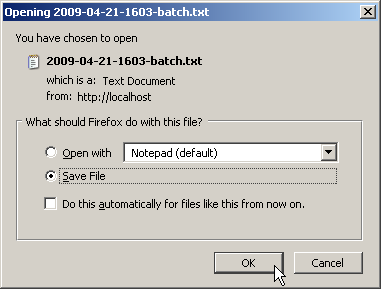 Opening 2009-04-21-1603-batch.txt
You have chosen to open
2009-04-21-1603-batch.txt
which is a: Text Document
from: http://localhost
What should Firefox do with this file?
Open with Notepad (default)
Save File
Do this automatically for files like this from now on.
OK Cancel